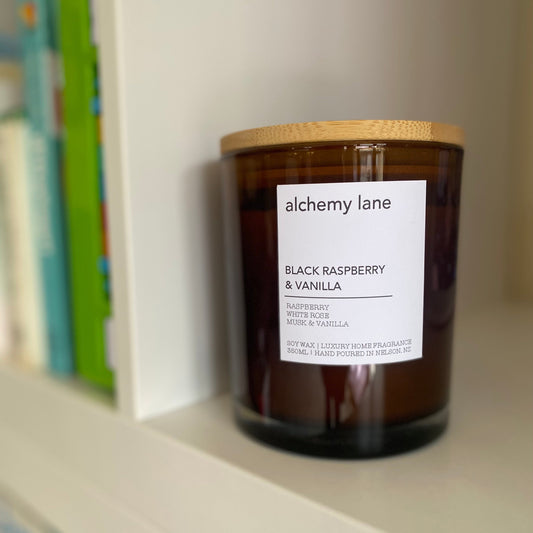 alchemy lane
BLACK RASPBERRY
& VANILLA
RASPBERRY
WHITE ROSE
MUSK & VANILLA
SOY WAX | LUXURY HOME FRAGRANCE
350ML | HAND POURED IN NELSON, NZ